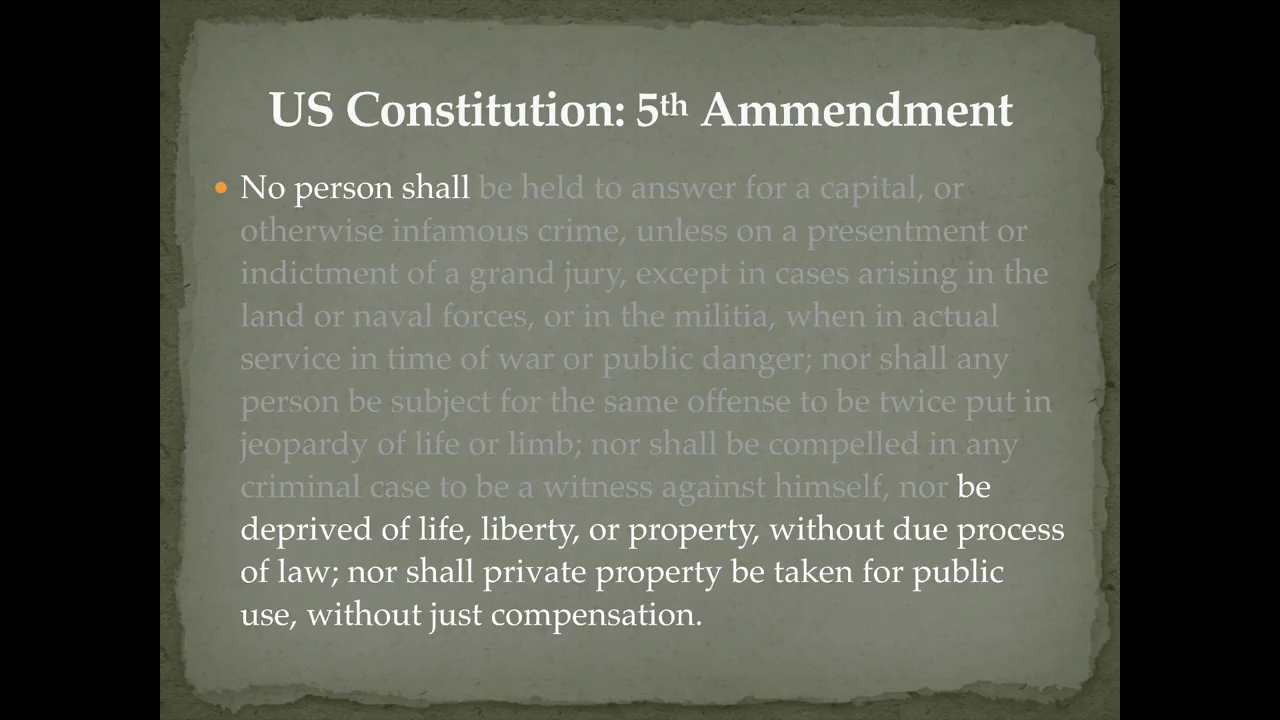 US Constitution: 5th Ammendment
• No person shall be held to answer for a capital, or
otherwise infamous crime, unless on a presentment or
indictment of a grand jury, except in cases arising in the
land or naval forces, or in the militia, when in actual
service in time of war or public danger; nor shall any
person be subject for the same offense to be twice put in
jeopardy of life or limb; nor shall be compelled in any
criminal case to be a witness against himself, nor be
deprived of life, liberty, or property, without due process
of law; nor shall private property be taken for public
use, without just compensation.